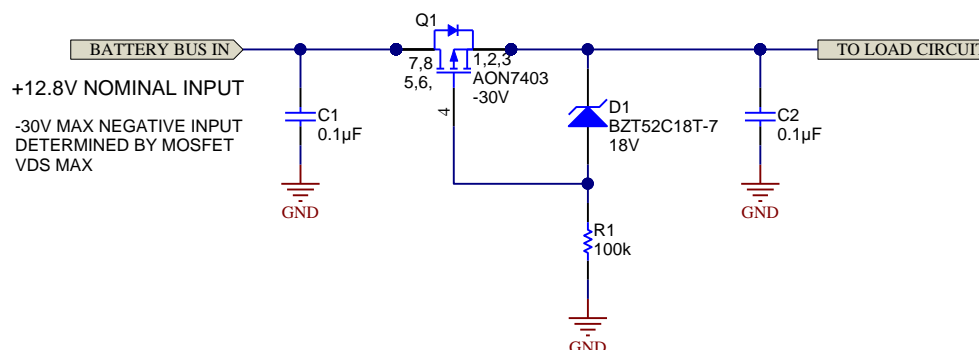 Q1
BATTERY BUS IN
TO LOAD CIRCUIT
7,8
1,2,3
5,6,
AON7403
-30V
4
+12.8V NOMINAL INPUT
-30V MAX NEGATIVE INPUT
DETERMINED BY MOSFET
VDS MAX
C1
0.1µF
D1
BZT52C18T-7
18V
C2
0.1µF
GND
GND
R1
100k
GND